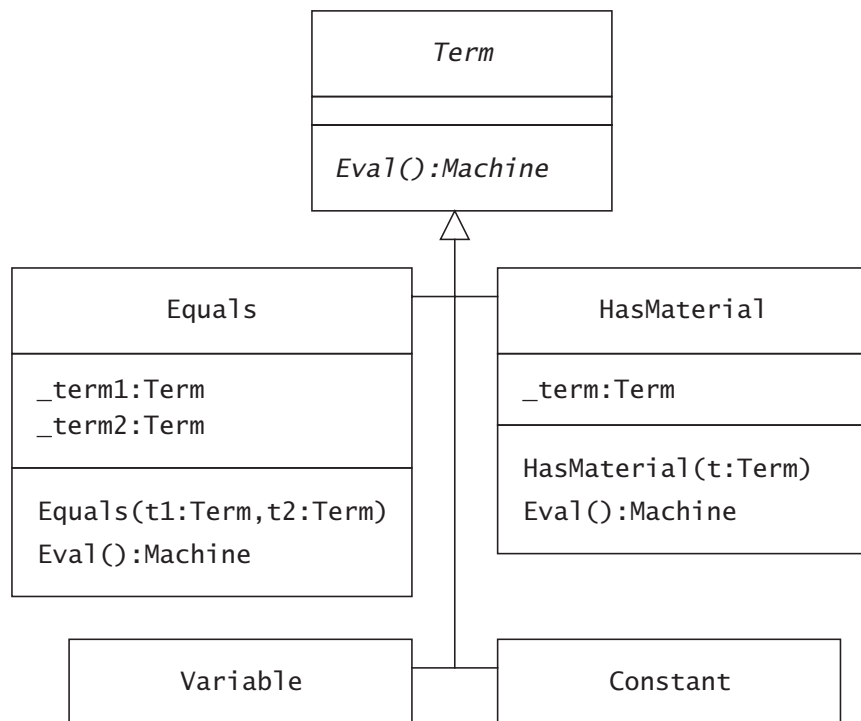 Term
Eval():Machine
Equals
_term1:Term
_term2:Term
Equals(t1:Term,t2:Term)
Eval():Machine
HasMaterial
_term:Term
HasMaterial(t:Term)
Eval():Machine
Variable
Constant